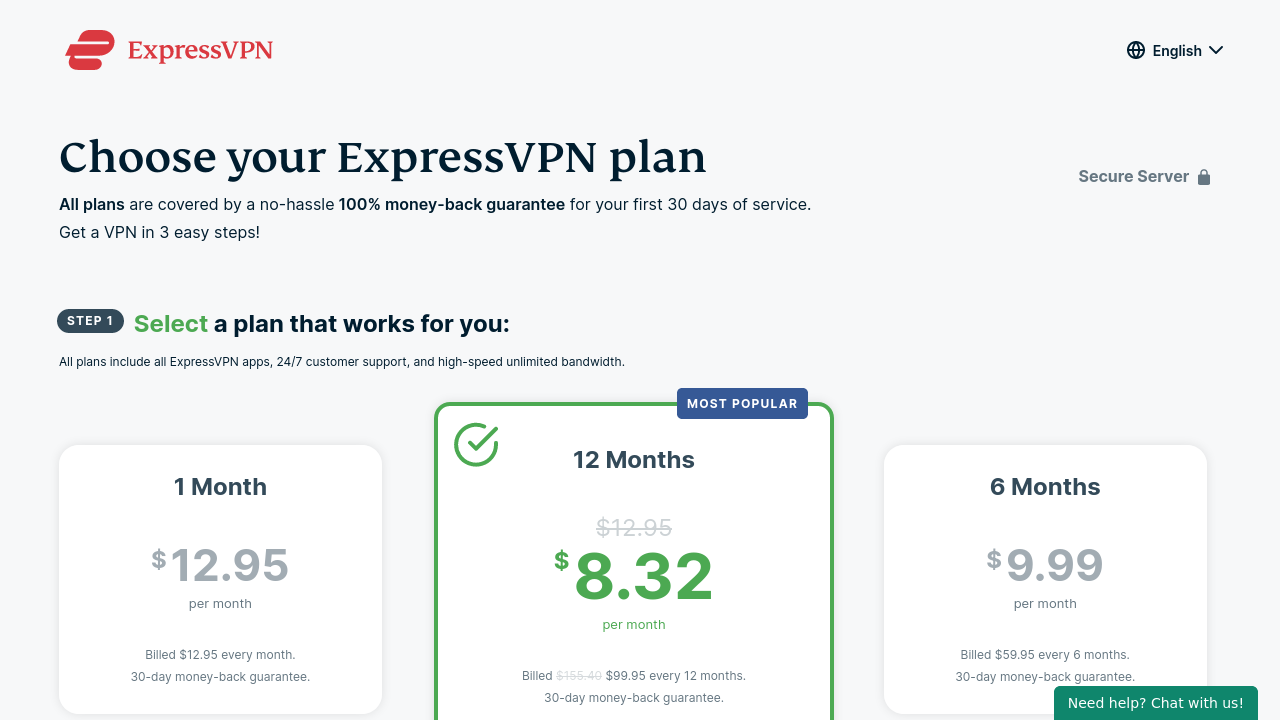 ExpressVPN
English
Choose your ExpressVPN plan
Secure Server
All plans are covered by a no-hassle 100% money-back guarantee for your first 30 days of service.
Get a VPN in 3 easy steps!
STEP 1 Select a plan that works for you:
All plans include all ExpressVPN apps, 24/7 customer support, and high-speed unlimited bandwidth.
1 Month
$12.95
per month
Billed $12.95 every month.
30-day money-back guarantee.
MOST POPULAR
12 Months
$12.95
$8.32
per month
Billed $155.40 $99.95 every 12 months.
30-day money-back guarantee.
6 Months
$9.99
per month
Billed $59.95 every 6 months.
30-day money-back guarantee.
Need help? Chat with us!